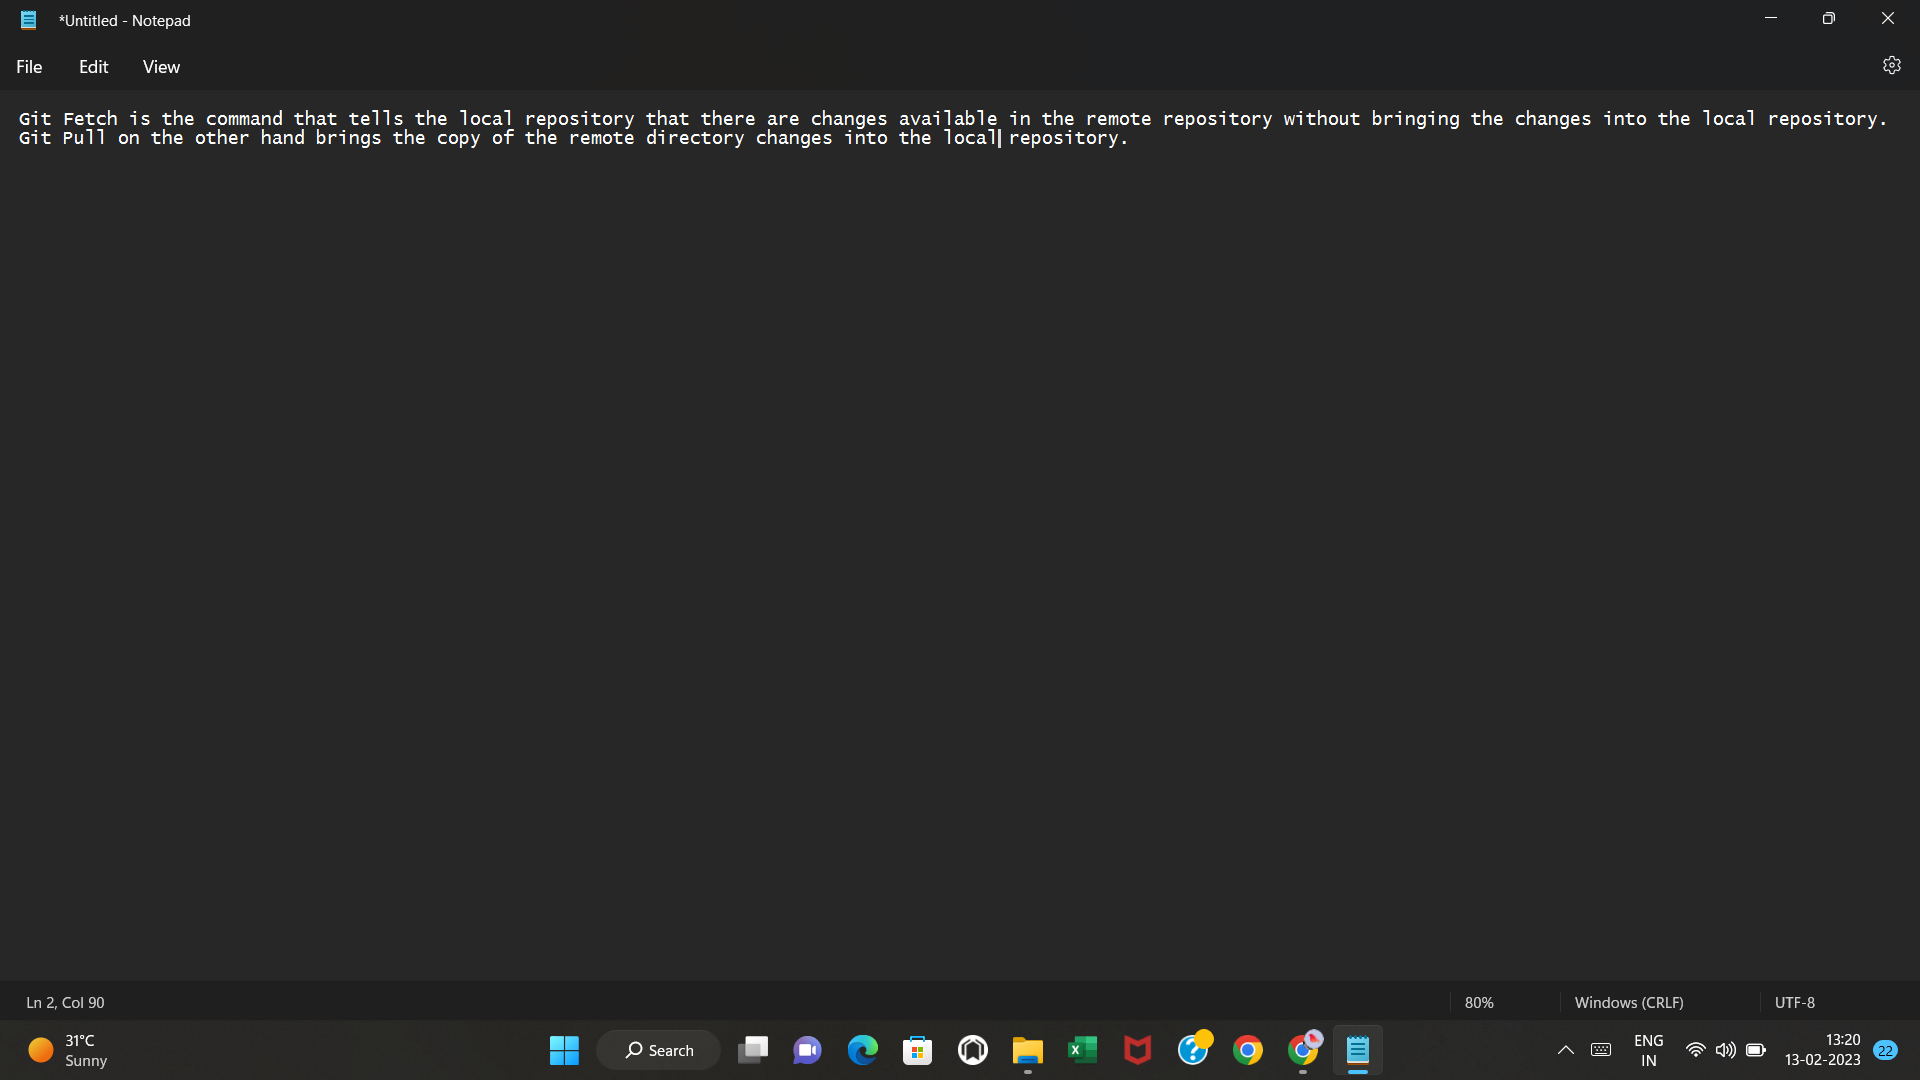 *Untitled - Notepad
File Edit View
Git Fetch is the command that tells the local repository that there are changes available in the remote repository without bringing the changes into the local repository.
Git Pull on the other hand brings the copy of the remote directory changes into the local repository.
Ln 2, Col 90 80% Windows (CRLF) UTF-8
31°C
Sunny
Search
ENG
IN
13:20
13-02-2023
22